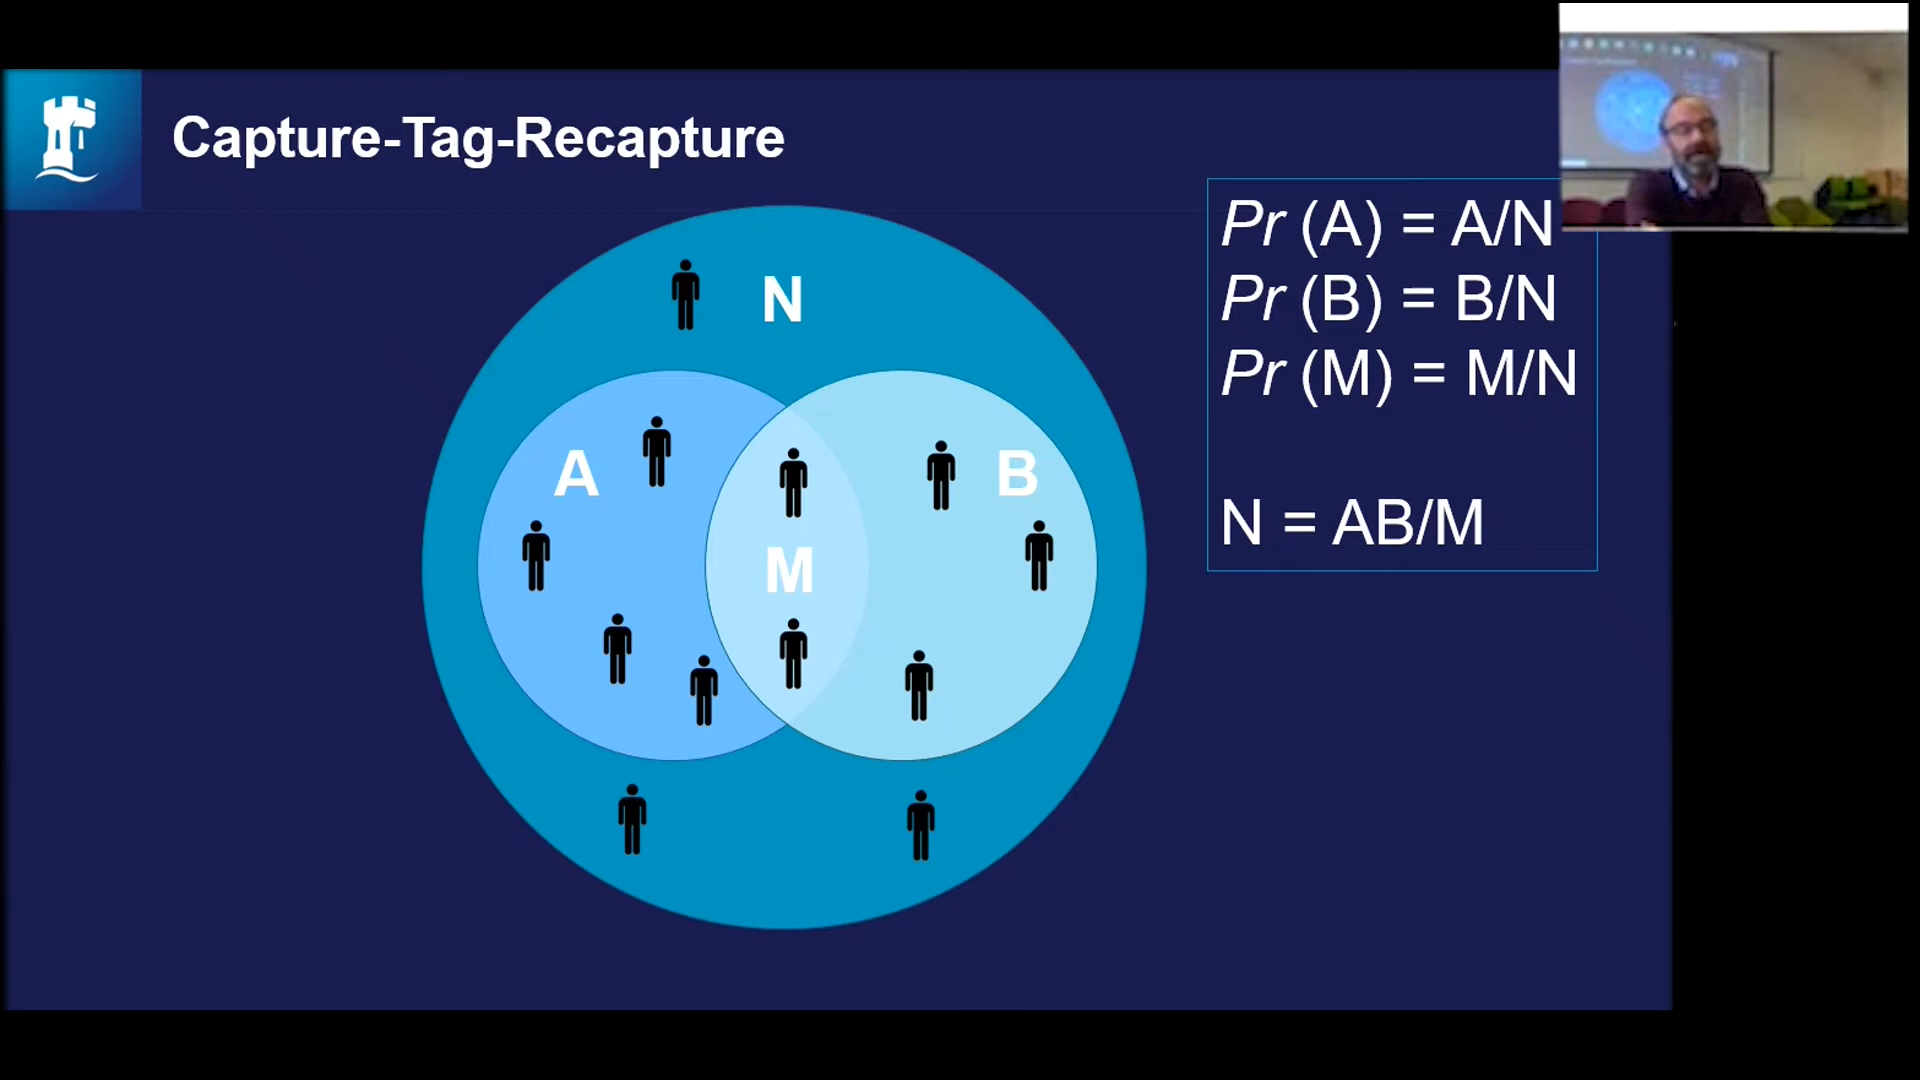 Capture-Tag-Recapture
N
A
B
M
Pr (A) = A/N
Pr (B) = B/N
Pr (M) = M/N
N = AB/M